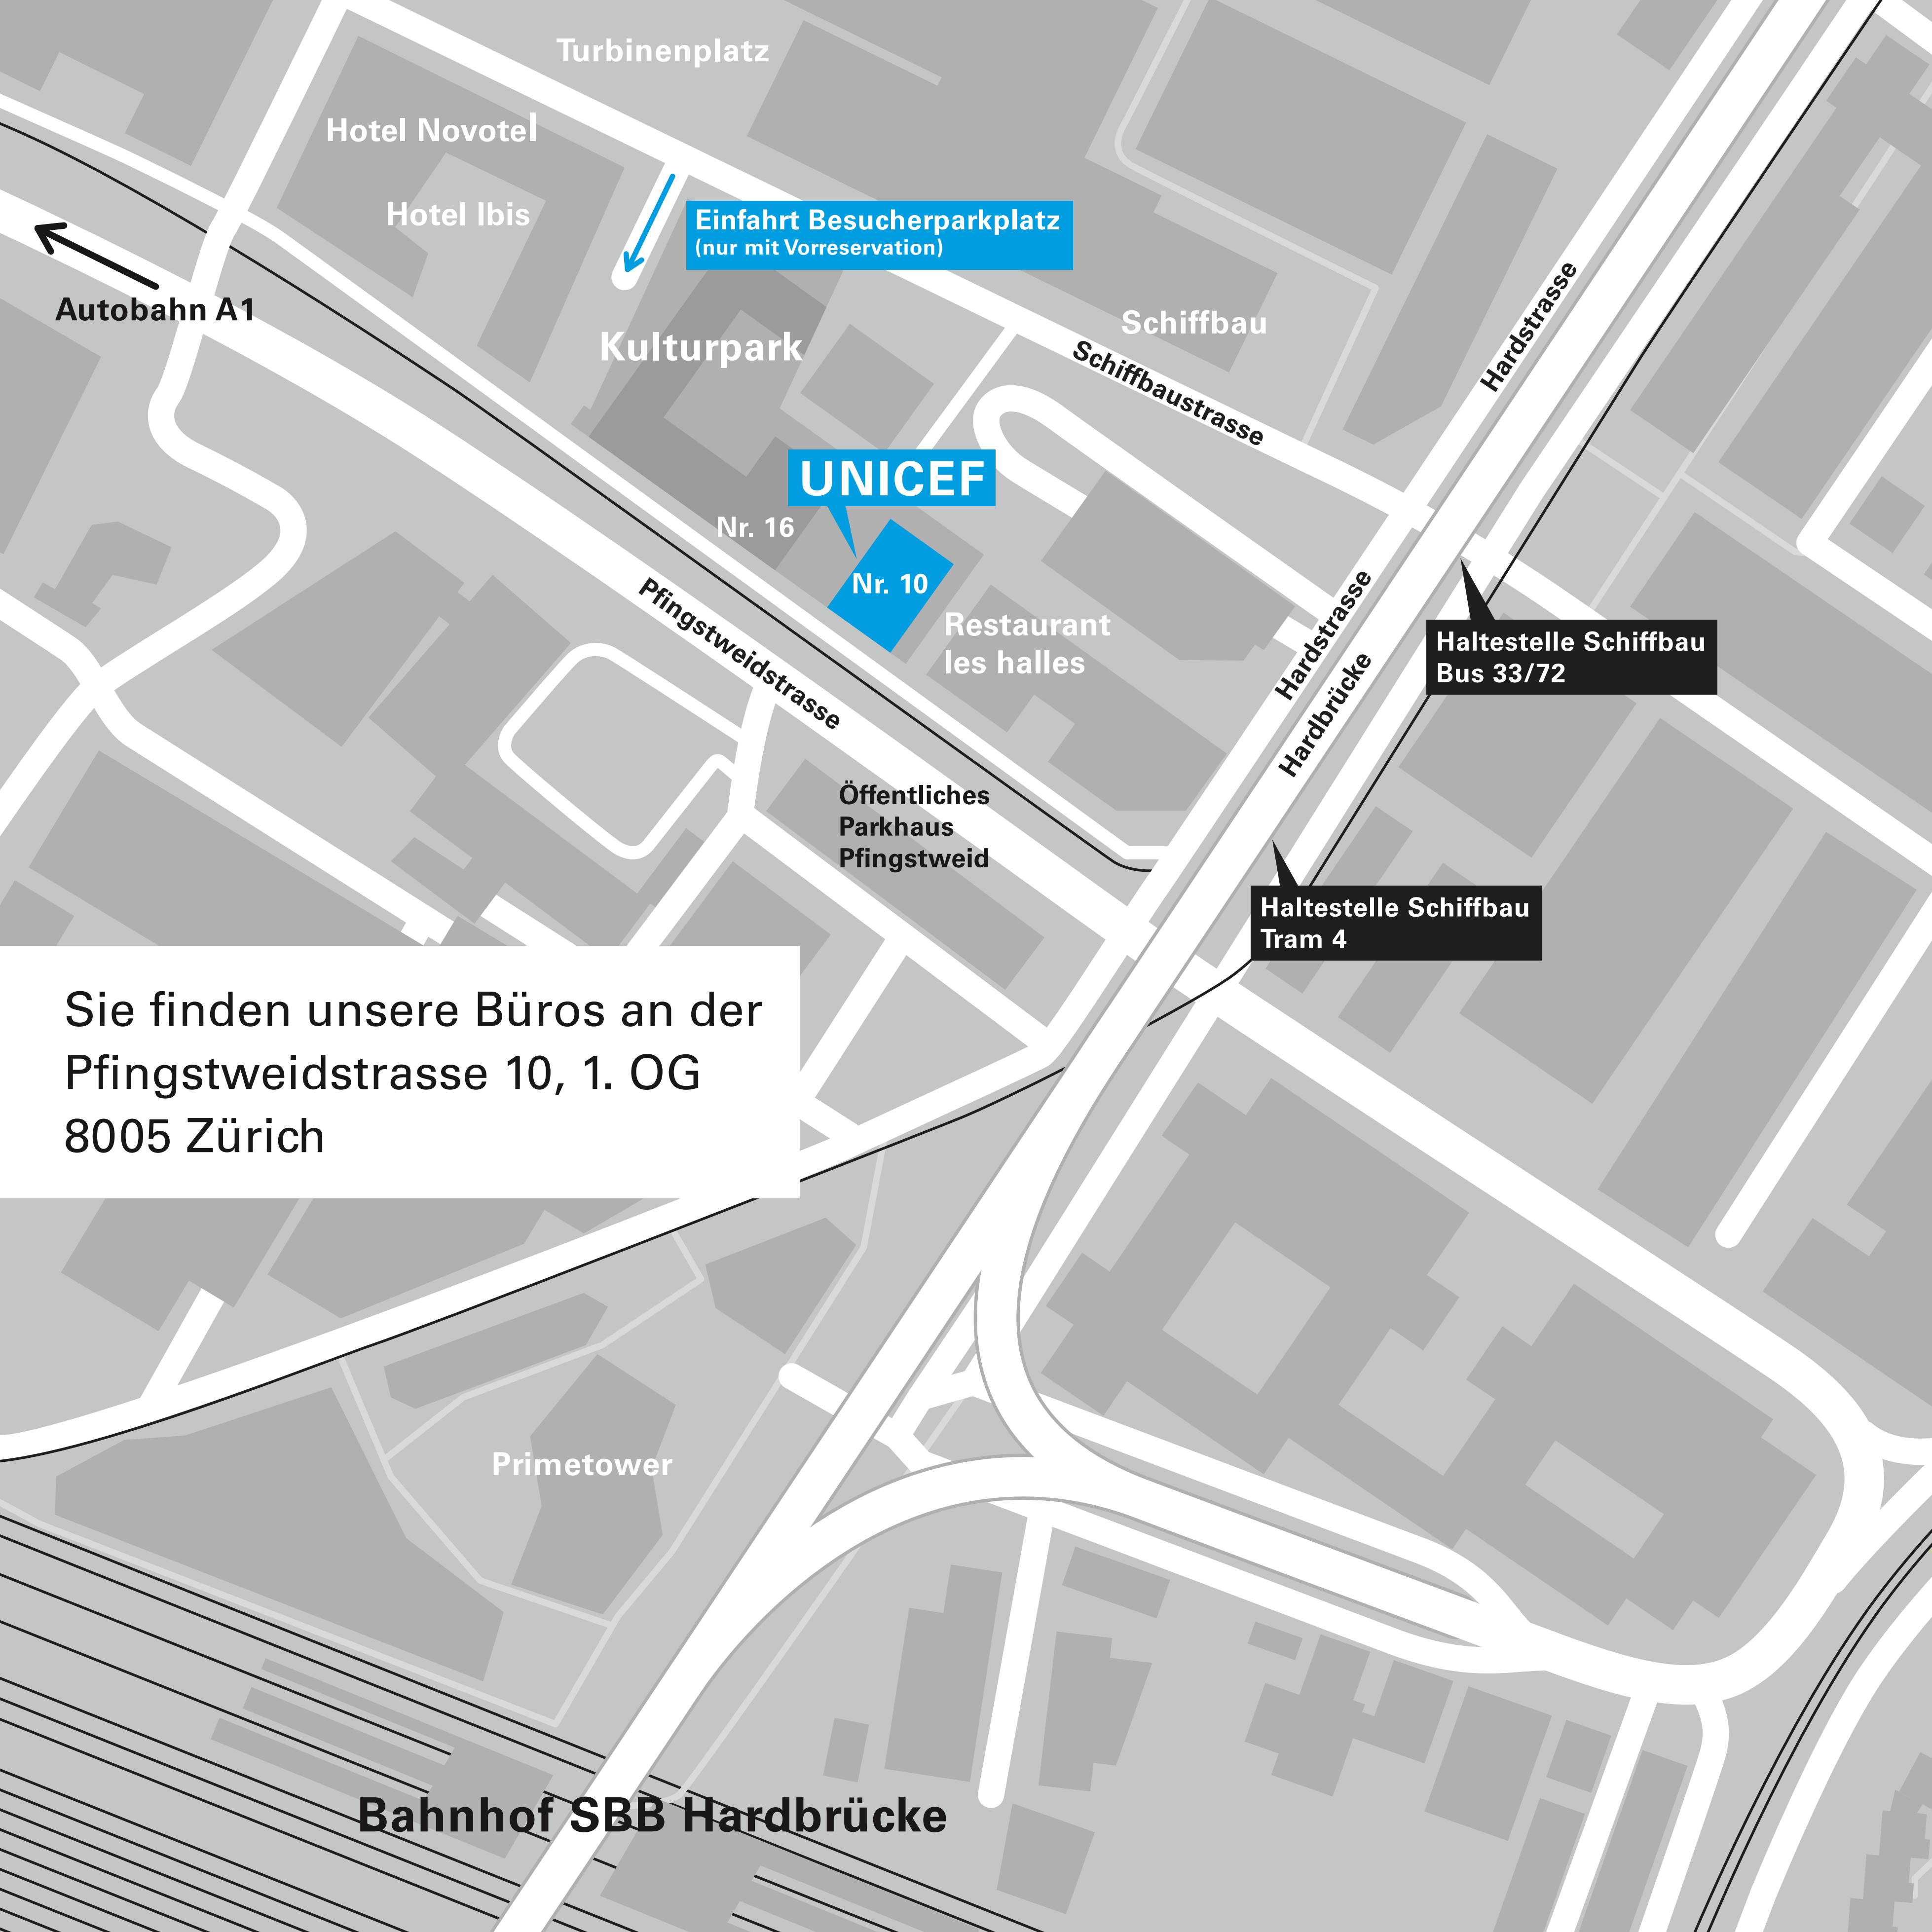 Turbinenplatz
Hotel Novotel
Hotel Ibis
Einfahrt Besucherparkplatz
(nur mit Vorreservation)
Autobahn A1
Kulturpark
Schiffbau
Schiffbaustrasse
Hardstrasse
UNICEF
Nr. 16
Nr. 10
Pfingstweidstrasse
Restaurant
les halles
Hardstrasse
Hardbrücke
Haltestelle Schiffbau
Bus 33/72
Öffentliches
Parkhaus
Pfingstweid
Haltestelle Schiffbau
Tram 4
Sie finden unsere Büros an der
Pfingstweidstrasse 10, 1. OG
8005 Zürich
Primetower
Bahnhof SBB Hardbrücke